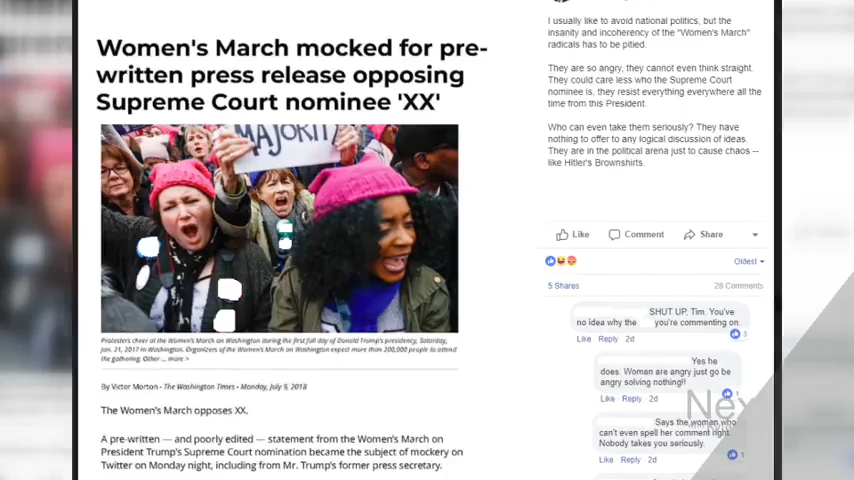 Women's March mocked for pre-
written press release opposing
Supreme Court nominee 'XX'
MAJORITY
Protesters cheer at the Women's March on Washington during the first full day of Donald Trump's presidency, Saturday,
Jan. 21, 2017 in Washington. Organizers of the Women's March on Washington expect more than 200,000 people to attend
the gathering. Other ... more >
By Victor Morton - The Washington Times - Monday, July 9, 2018
The Women's March opposes XX.
A pre-written — and poorly edited — statement from the Women's March on
President Trump's Supreme Court nomination became the subject of mockery on
Twitter on Monday night, including from Mr. Trump's former press secretary.
I usually like to avoid national politics, but the
insanity and incoherency of the "Women's March"
radicals has to be pitied.
They are so angry, they cannot even think straight.
They could care less who the Supreme Court
nominee is, they resist everything everywhere all the
time from this President.
Who can even take them seriously? They have
nothing to offer to any logical discussion of ideas.
They are in the political arena just to cause chaos --
like Hitler's Brownshirts.
Like Comment Share
Oldest
5 Shares 28 Comments
SHUT UP, Tim. You've
no idea why the you're commenting on.
3
Like Reply 2d
Yes he
does. Woman are angry just go be
angry solving nothing!!
1
Like Reply 2d
Says the woman who
can't even spell her comment right.
Nobody takes you seriously.
1
Like Reply 2d